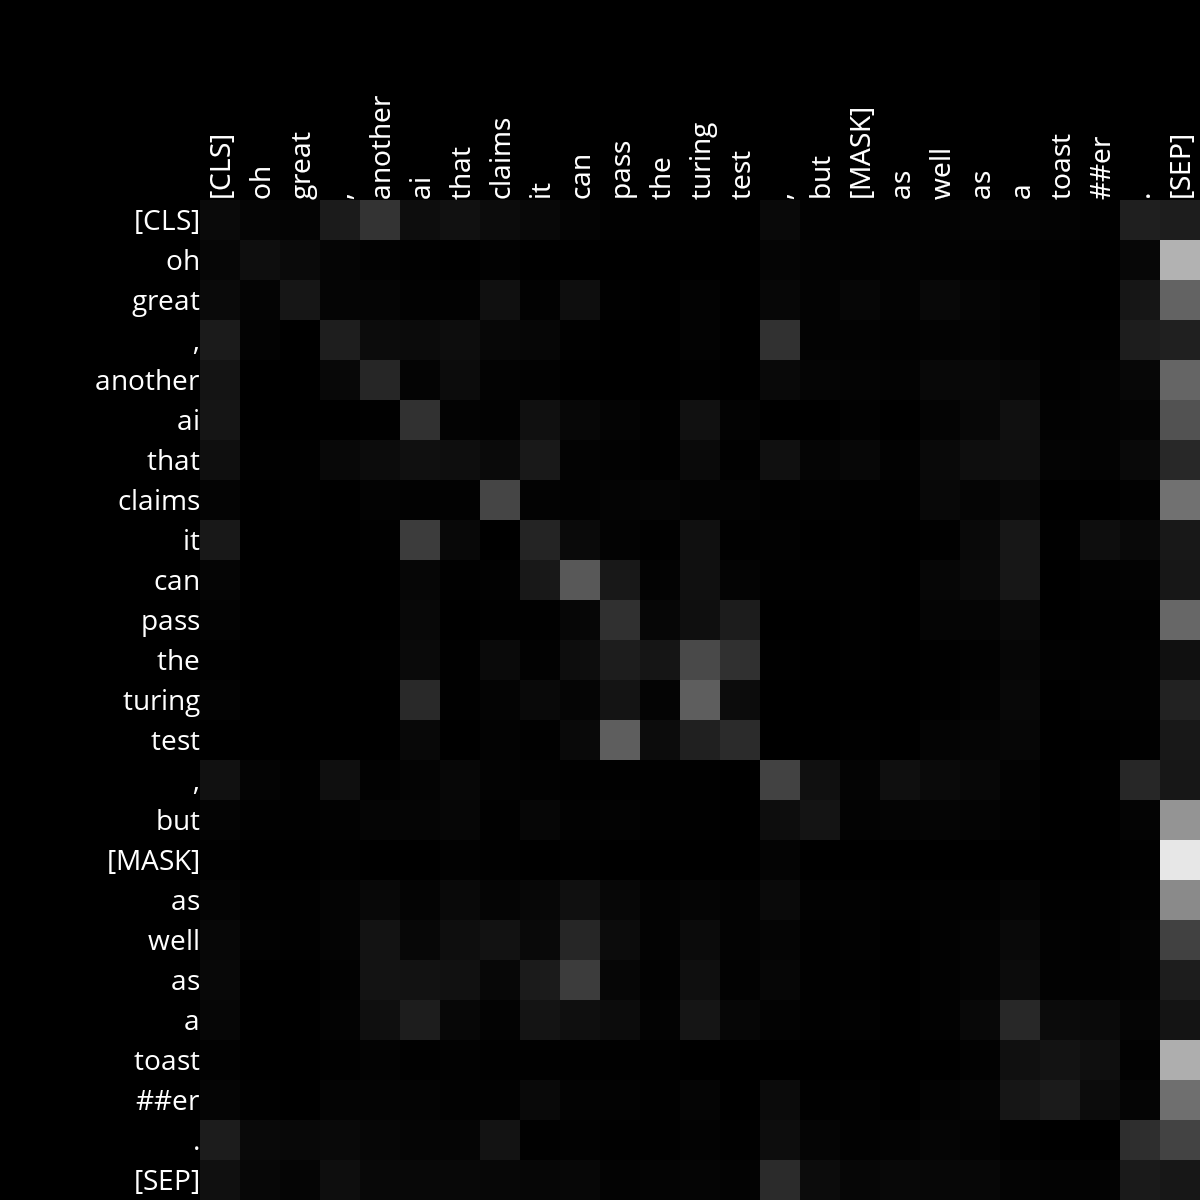 [CLS] oh great , another ai that claims it can pass the turing test , but [MASK] as well as a toast ##er . [SEP]
[CLS]
oh
great
,
another
ai
that
claims
it
can
pass
the
turing
test
,
but
[MASK]
as
well
as
a
toast
##er
.
[SEP]